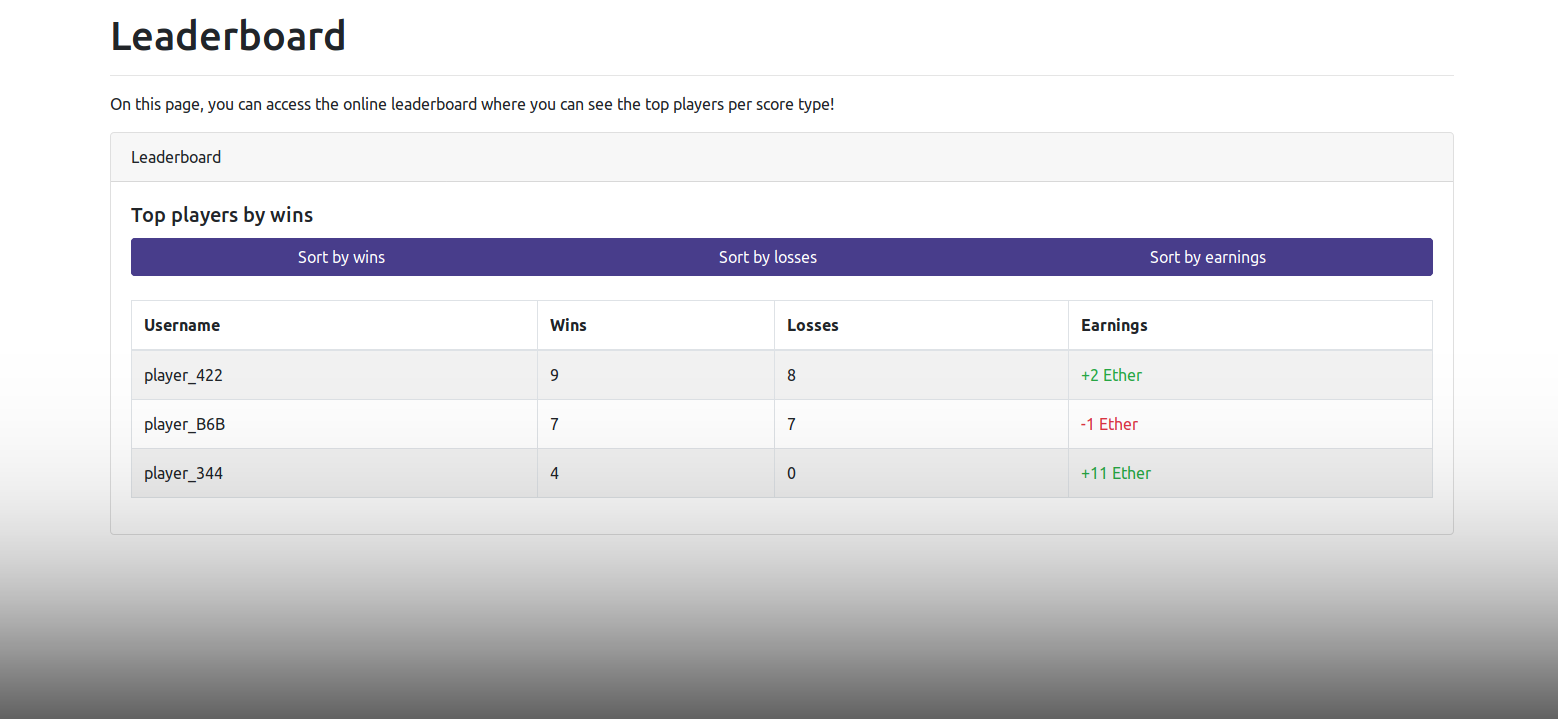 Leaderboard
On this page, you can access the online leaderboard where you can see the top players per score type!
Leaderboard
Top players by wins
Sort by wins Sort by losses Sort by earnings
Username Wins Losses Earnings
player_422 9 8 +2 Ether
player_B6B 7 7 -1 Ether
player_344 4 0 +11 Ether